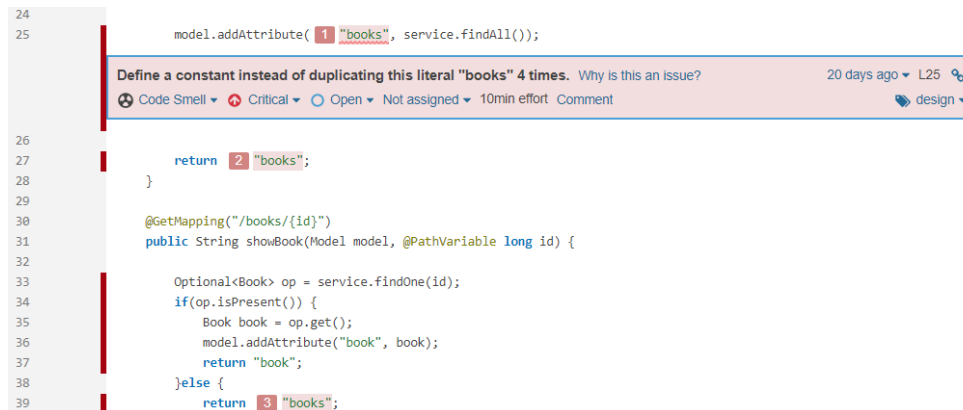 24
25 model.addAttribute( 1 "books", service.findAll());
Define a constant instead of duplicating this literal "books" 4 times. Why is this an issue? 20 days ago L25
Code Smell Critical Open Not assigned 10min effort Comment design
26
27 return 2 "books";
28 }
29
30 @GetMapping("/books/{id}")
31 public String showBook(Model model, @PathVariable long id) {
32
33 Optional<Book> op = service.findOne(id);
34 if(op.isPresent()) {
35 Book book = op.get();
36 model.addAttribute("book", book);
37 return "book";
38 }else {
39 return 3 "books";